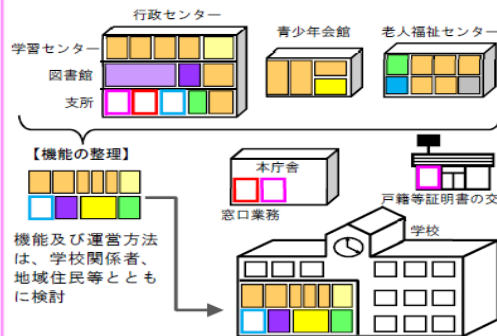 行政センター
青少年会館
老人福祉センター
学習センター
図書館
支所
【機能の整理】
本庁舎
窓口業務
戸籍等証明書の交
学校
機能及び運営方法
は、学校関係者、
地域住民等ととも
に検討